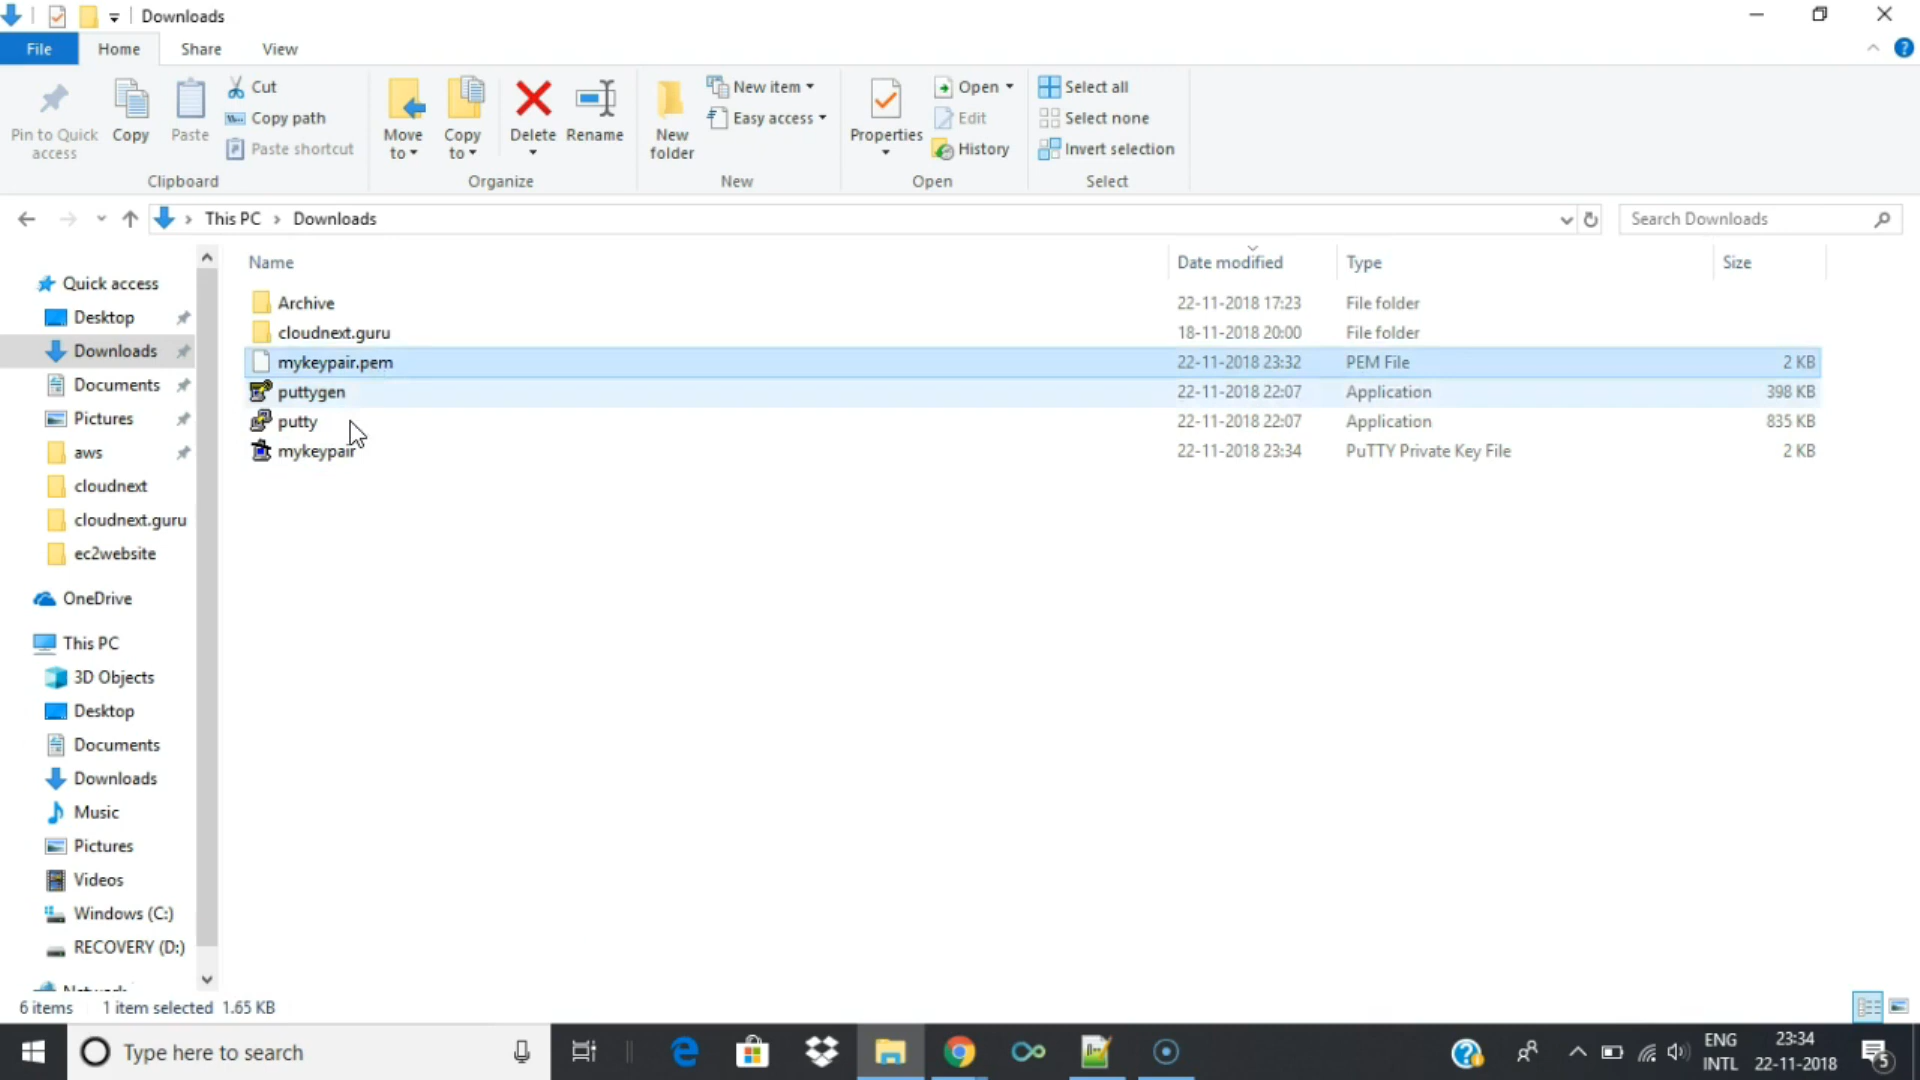 Downloads
File Home Share View
Pin to Quick access
Copy
Paste
Cut
Copy path
Paste shortcut
Clipboard
Move to
Copy to
Delete
Rename
Organize
New folder
New item
Easy access
New
Properties
Open
Edit
History
Open
Select all
Select none
Invert selection
Select
This PC Downloads
Search Downloads
Name Date modified Type Size
Archive 22-11-2018 17:23 File folder
cloudnext.guru 18-11-2018 20:00 File folder
mykeypair.pem 22-11-2018 23:32 PEM File 2 KB
puttygen 22-11-2018 22:07 Application 398 KB
putty 22-11-2018 22:07 Application 835 KB
mykeypair 22-11-2018 23:34 PuTTY Private Key File 2 KB
Quick access
Desktop
Downloads
Documents
Pictures
aws
cloudnext
cloudnext.guru
ec2website
OneDrive
This PC
3D Objects
Desktop
Documents
Downloads
Music
Pictures
Videos
Windows (C:)
RECOVERY (D:)
6 items 1 item selected 1.65 KB
Type here to search
ENG
INTL
23:34
22-11-2018
5